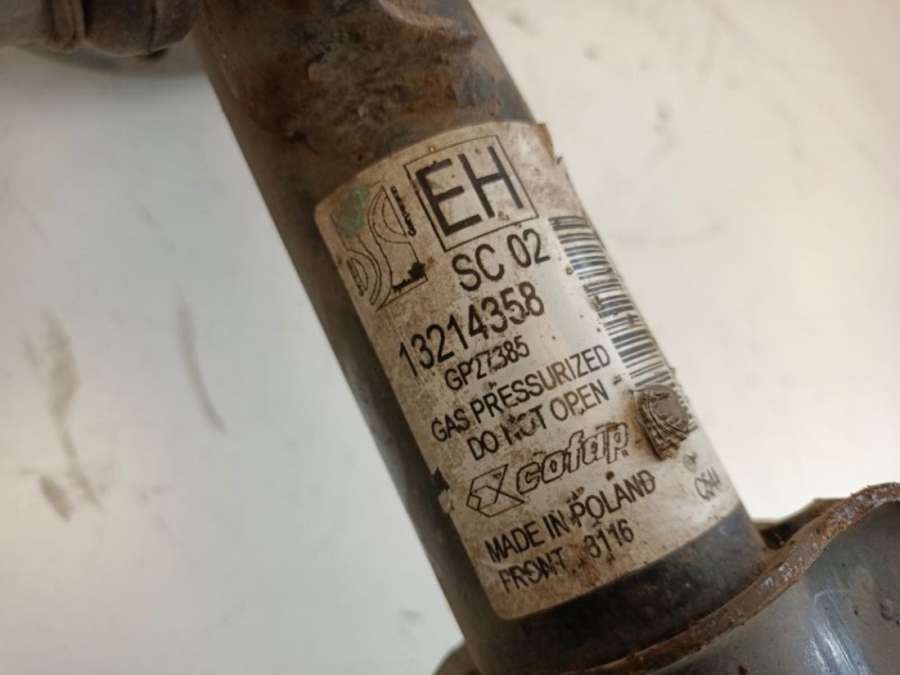 EH
SC 02
13214358
GP27385
GAS PRESSURIZED
DO NOT OPEN
cofap
MADE IN POLAND
FRONT 3116